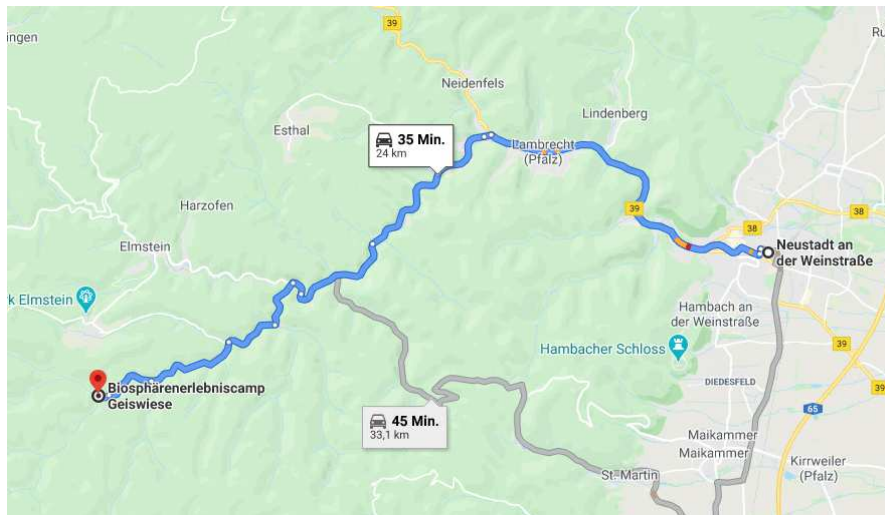 ingen
39
Ru
Neidenfels
Lindenberg
Esthal
35 Min.
24 km
Lambrecht
(Pfalz)
Harzofen
39
38
38
Elmstein
Neustadt an
der Weinstraße
k Elmstein
Hambach an
der Weinstraße
Hambacher Schloss
39
Biosphärenerlebniscamp
Geiswiese
DIEDESFELD
39
65
45 Min.
33,1 km
Maikammer
Maikammer
Kirrweiler
(Pfalz)
St. Martin